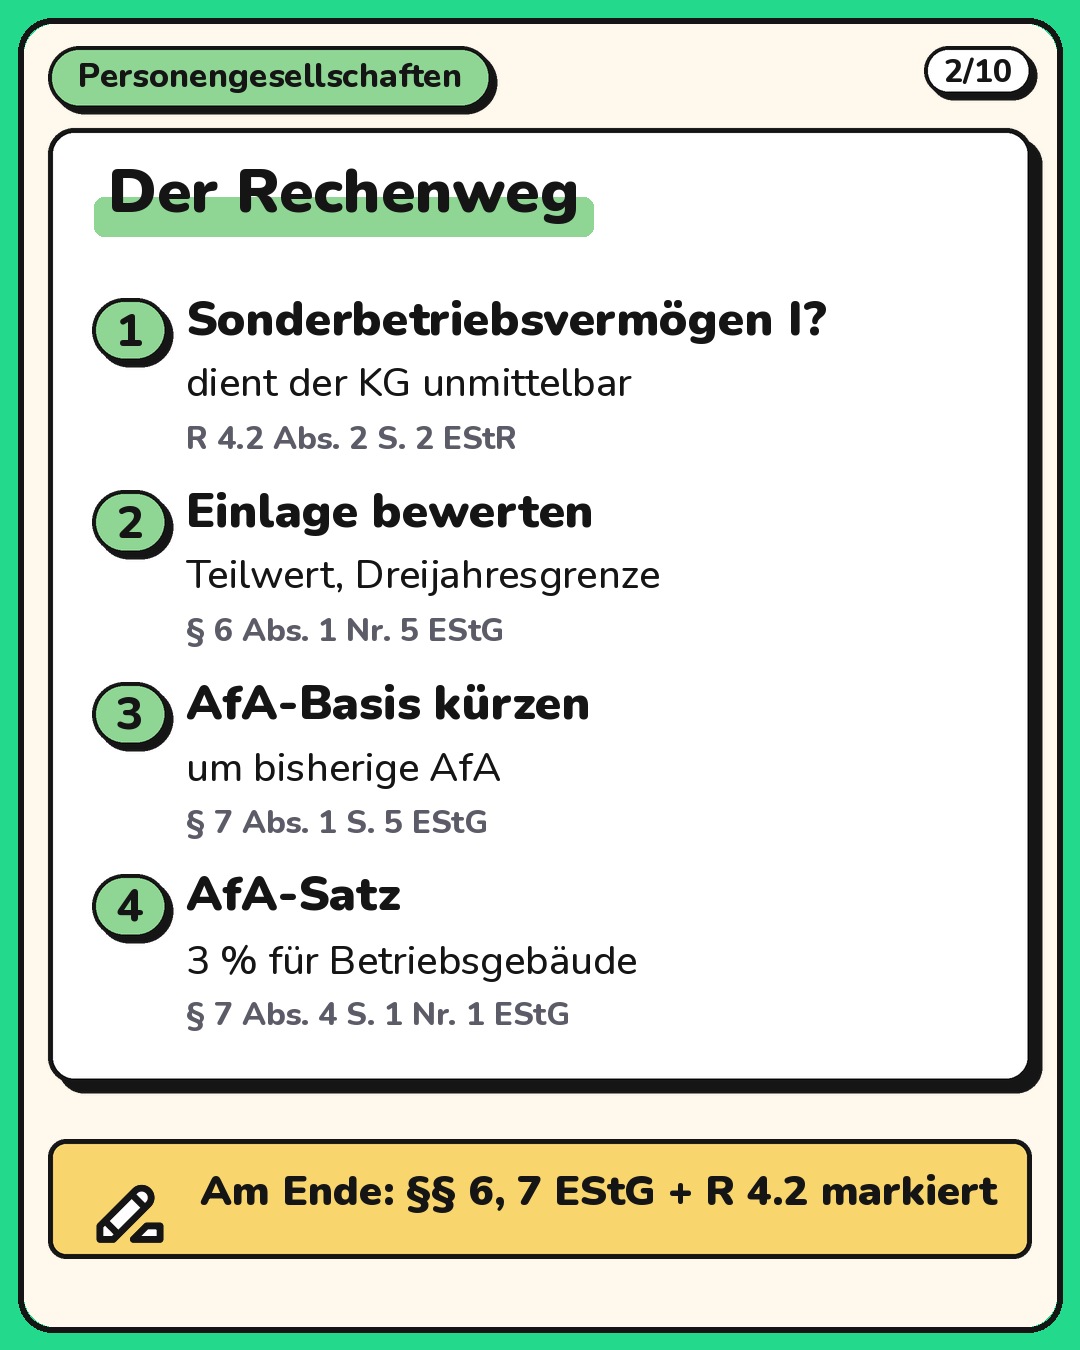 Personengesellschaften
2/10
Der Rechenweg
1 Sonderbetriebsvermögen I?
dient der KG unmittelbar
R 4.2 Abs. 2 S. 2 EStR
2 Einlage bewerten
Teilwert, Dreijahresgrenze
§ 6 Abs. 1 Nr. 5 EStG
3 AfA-Basis kürzen
um bisherige AfA
§ 7 Abs. 1 S. 5 EStG
4 AfA-Satz
3 % für Betriebsgebäude
§ 7 Abs. 4 S. 1 Nr. 1 EStG
Am Ende: §§ 6, 7 EStG + R 4.2 markiert